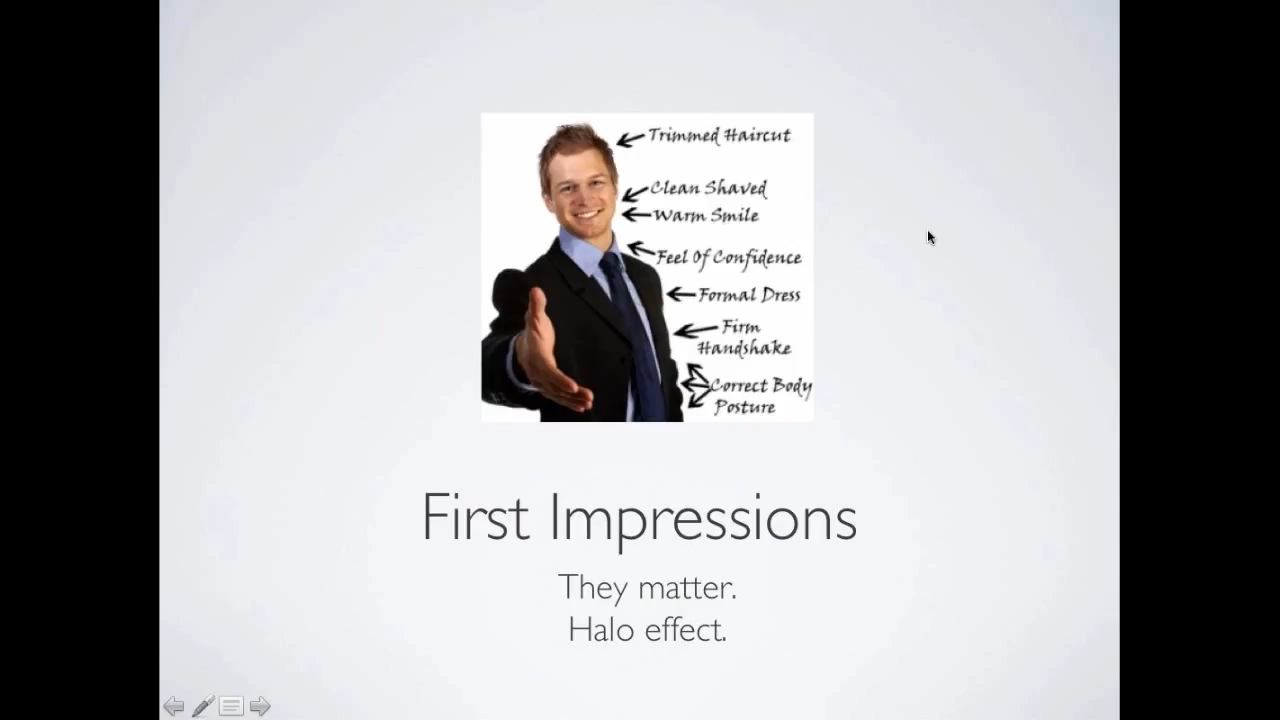 Trimmed Haircut
Clean Shaved
Warm Smile
Feel Of Confidence
Formal Dress
Firm
Handshake
Correct Body
Posture
First Impressions
They matter.
Halo effect.